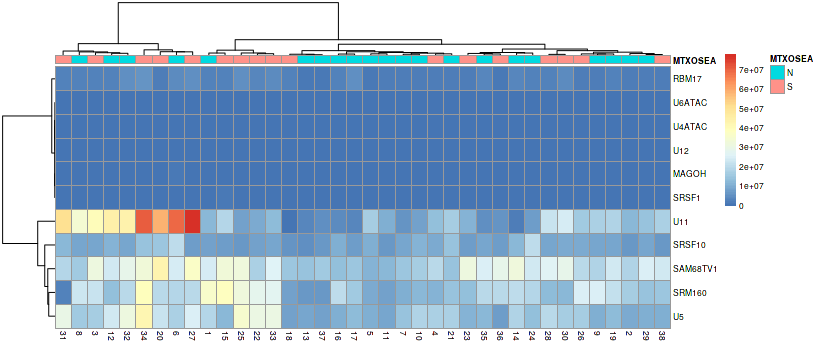 MTXOSEA
RBM17
U6ATAC
U4ATAC
U12
MAGOH
SRSF1
U11
SRSF10
SAM68TV1
SRM160
U5
31 8 3 12 32 34 20 6 27 1 15 25 22 33 18 13 37 16 17 5 11 7 10 4 21 23 35 36 14 24 28 30 26 9 19 2 29 38
7e+07
6e+07
5e+07
4e+07
3e+07
2e+07
1e+07
0
MTXOSEA
N
S